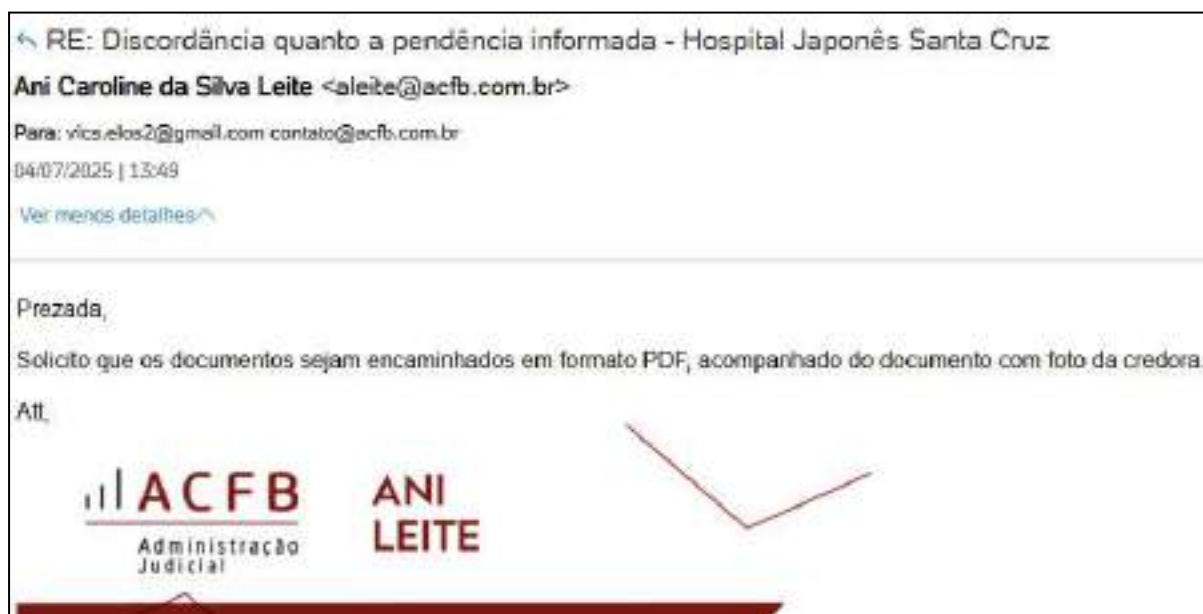 RE: Discordância quanto a pendência informada - Hospital Japonês Santa Cruz
Ani Caroline da Silva Leite <aleite@acfb.com.br>
Para: vics.elos2@gmail.com contato@acfb.com.br
04/07/2025 | 13:49
Ver menos detalhes
Prezada,
Solicito que os documentos sejam encaminhados em formato PDF, acompanhado do documento com foto da credora.
Att,
ACFB
Administração
Judicial
ANI
LEITE